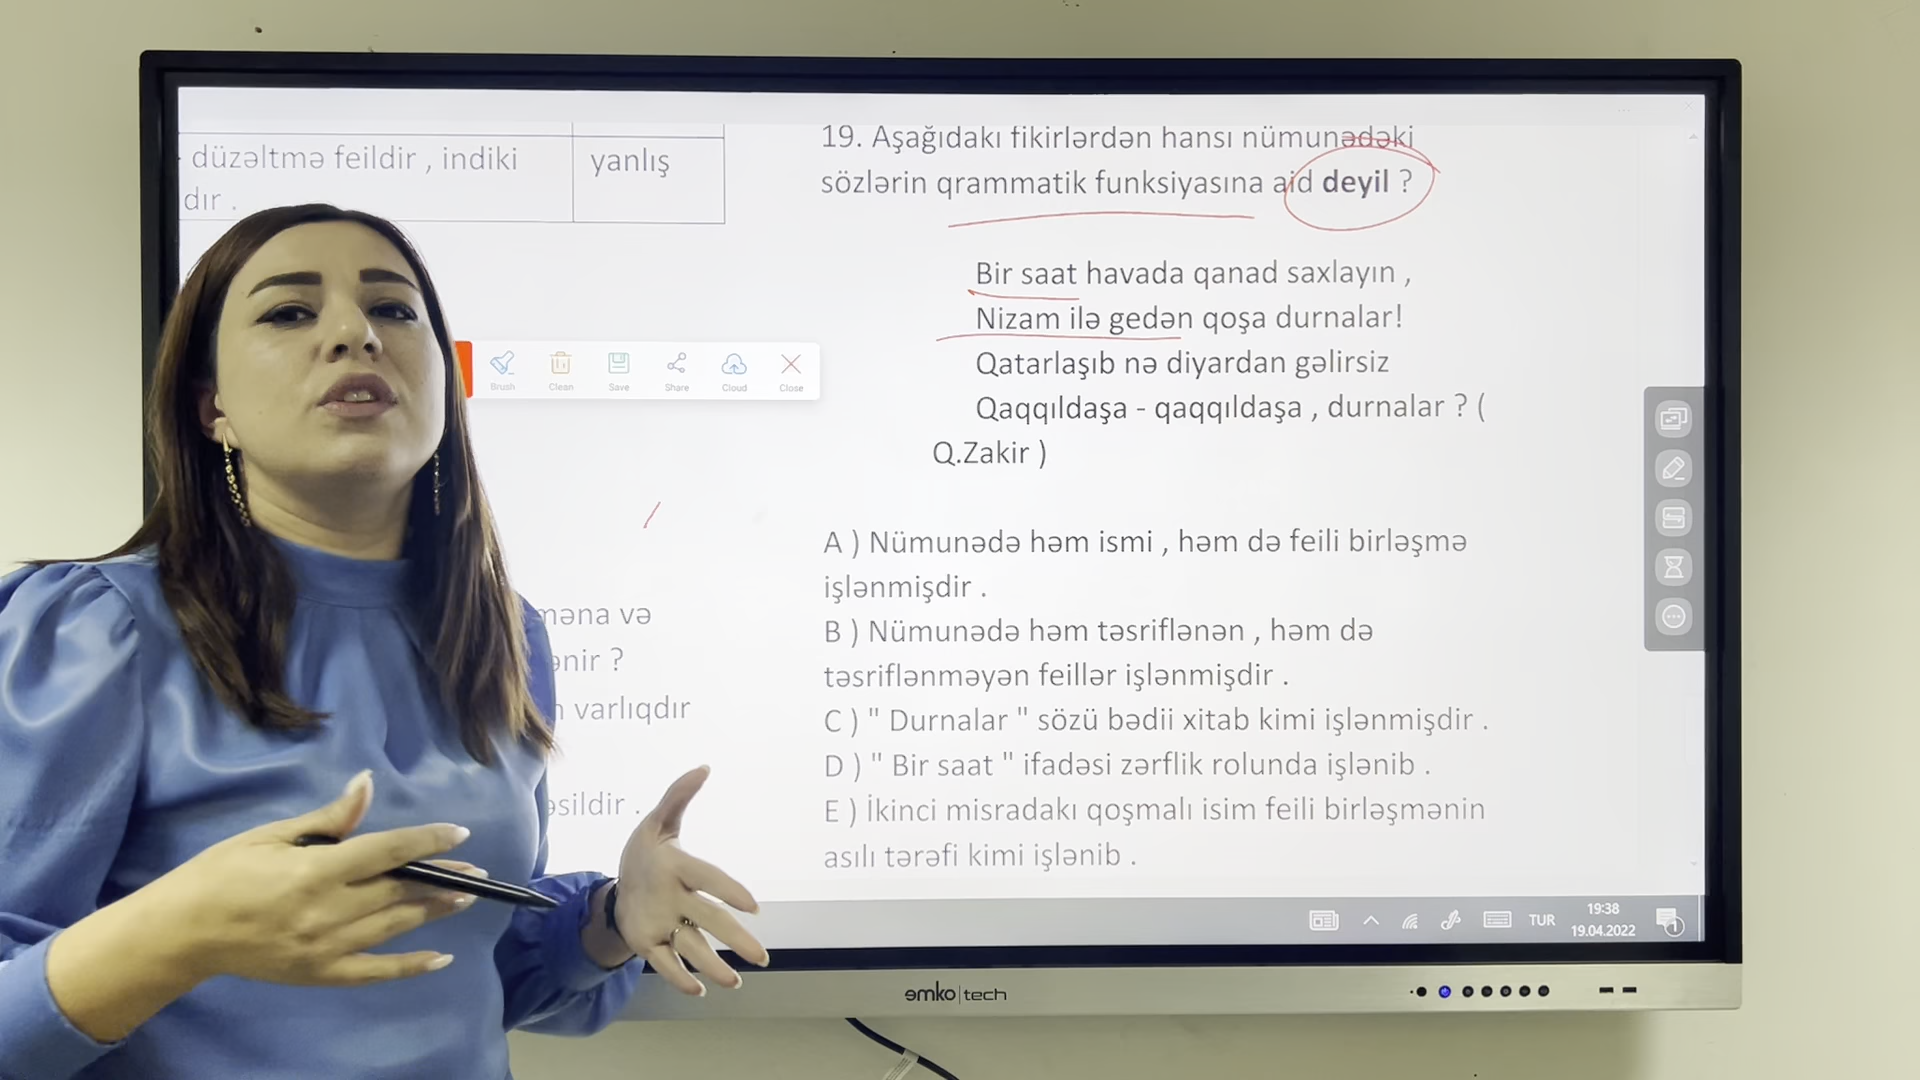 düzəltmə feildir , indiki
dır .
yanlış
Brush
Clean
Save
Share
Cloud
Close
məna və
ənir ?
varlıqdır
əsildir .
19. Aşağıdakı fikirlərdən hansı nümunədəki
sözlərin qrammatik funksiyasına aid deyil ?
Bir saat havada qanad saxlayın ,
Nizam ilə gedən qoşa durnalar!
Qatarlaşıb nə diyardan gəlirsiz
Qaqqıldaşa - qaqqıldaşa , durnalar ? (
Q.Zakir )
A ) Nümunədə həm ismi , həm də feili birləşmə
işlənmişdir .
B ) Nümunədə həm təsriflənən , həm də
təsriflənməyən feillər işlənmişdir .
C ) " Durnalar " sözü bədii xitab kimi işlənmişdir .
D ) " Bir saat " ifadəsi zərflik rolunda işlənib .
E ) İkinci misradakı qoşmalı isim feili birləşmənin
asılı tərəfi kimi işlənib .
TUR
19:38
19.04.2022
1
emko|tech